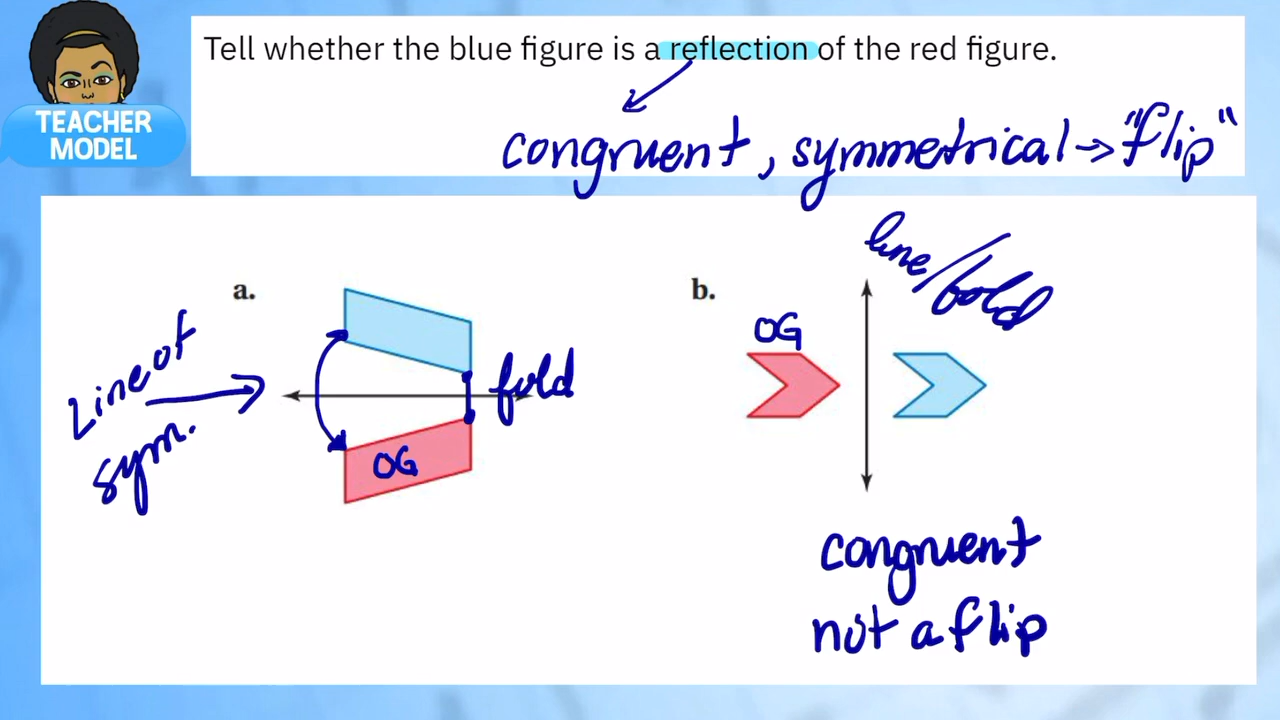 TEACHER
MODEL
Tell whether the blue figure is a reflection of the red figure.
congruent, symmetrical → "flip"
a.
Line of
sym.
fold
OG
b.
line/fold
OG
congruent
not a flip